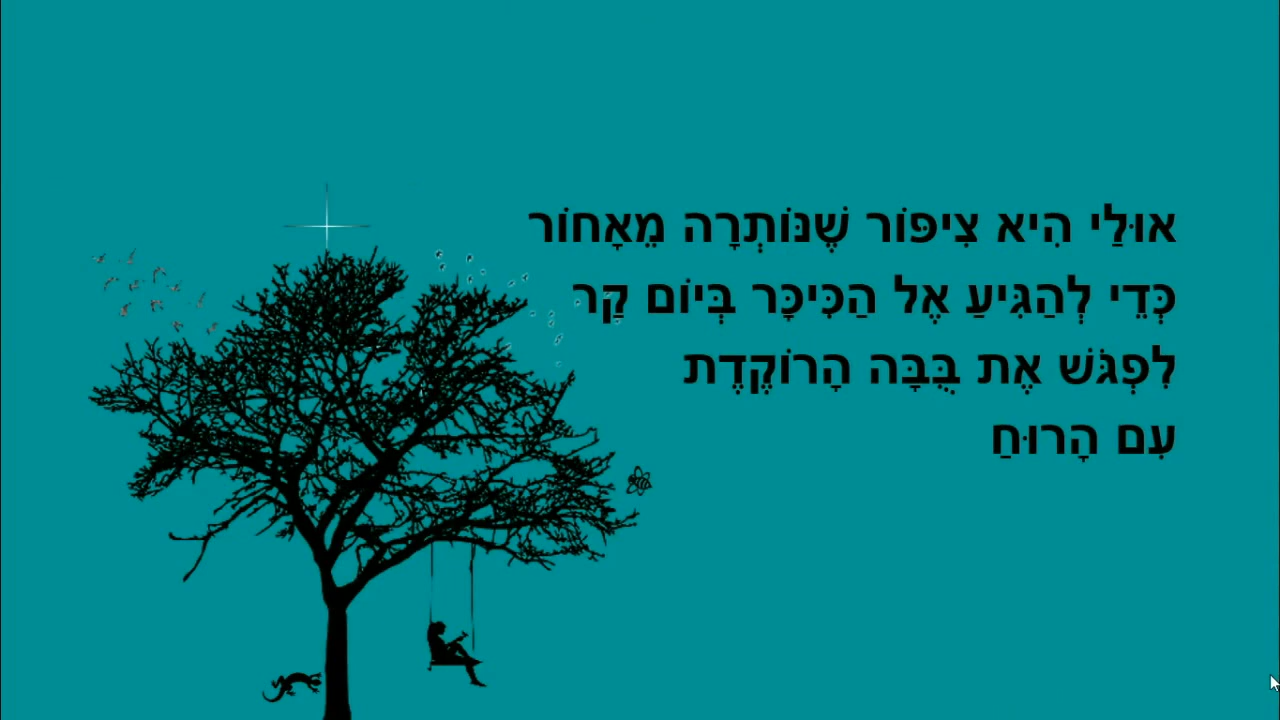 אוּלַי הִיא צִיפּוֹר שֶׁנּוֹתְרָה מֵאָחוֹר
כְּדֵי לְהַגִּיעַ אֶל הַכִּיכָּר בְּיוֹם קַר
לִפְגֹּשׁ אֶת בֻּבָּה הָרוֹקֶדֶת
עִם הָרוּחַ